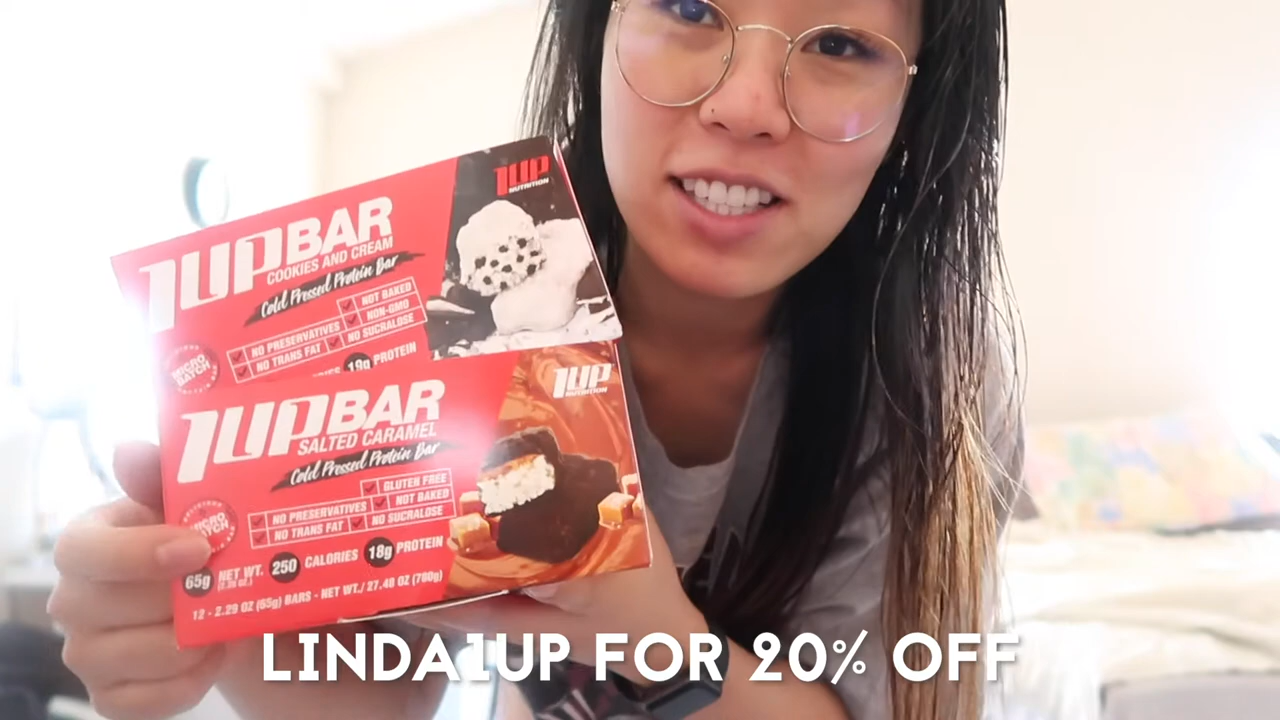 1UP
NUTRITION
1UPBAR
COOKIES AND CREAM
Cold Pressed Protein Bar
NOT BAKED
NO PRESERVATIVES NON-GMO
NO TRANS FAT NO SUCRALOSE
19g PROTEIN
MICRO
BATCH
1UP
NUTRITION
1UPBAR
SALTED CARAMEL
Cold Pressed Protein Bar
GLUTEN FREE
NO PRESERVATIVES NOT BAKED
NO TRANS FAT NO SUCRALOSE
MICRO
BATCH
65g NET WT. 250 CALORIES 18g PROTEIN
12 - 2.29 OZ (65g) BARS - NET WT./ 27.48 OZ (780g)
LINDA1UP FOR 20% OFF